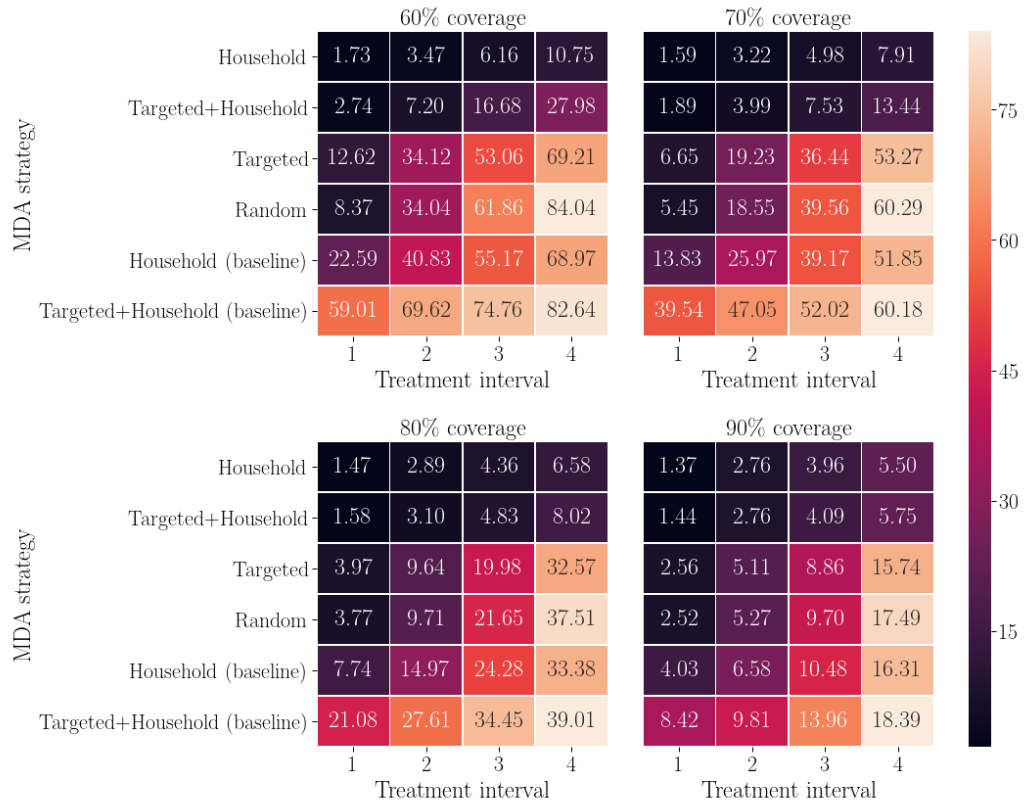 60% coverage 70% coverage
Household 1.73 3.47 6.16 10.75 1.59 3.22 4.98 7.91
Targeted+Household 2.74 7.20 16.68 27.98 1.89 3.99 7.53 13.44
Targeted 12.62 34.12 53.06 69.21 6.65 19.23 36.44 53.27
Random 8.37 34.04 61.86 84.04 5.45 18.55 39.56 60.29
Household (baseline) 22.59 40.83 55.17 68.97 13.83 25.97 39.17 51.85
Targeted+Household (baseline) 59.01 69.62 74.76 82.64 39.54 47.05 52.02 60.18
1 2 3 4 1 2 3 4
Treatment interval Treatment interval
MDA strategy
80% coverage 90% coverage
Household 1.47 2.89 4.36 6.58 1.37 2.76 3.96 5.50
Targeted+Household 1.58 3.10 4.83 8.02 1.44 2.76 4.09 5.75
Targeted 3.97 9.64 19.98 32.57 2.56 5.11 8.86 15.74
Random 3.77 9.71 21.65 37.51 2.52 5.27 9.70 17.49
Household (baseline) 7.74 14.97 24.28 33.38 4.03 6.58 10.48 16.31
Targeted+Household (baseline) 21.08 27.61 34.45 39.01 8.42 9.81 13.96 18.39
1 2 3 4 1 2 3 4
Treatment interval Treatment interval
MDA strategy
75
60
45
30
15